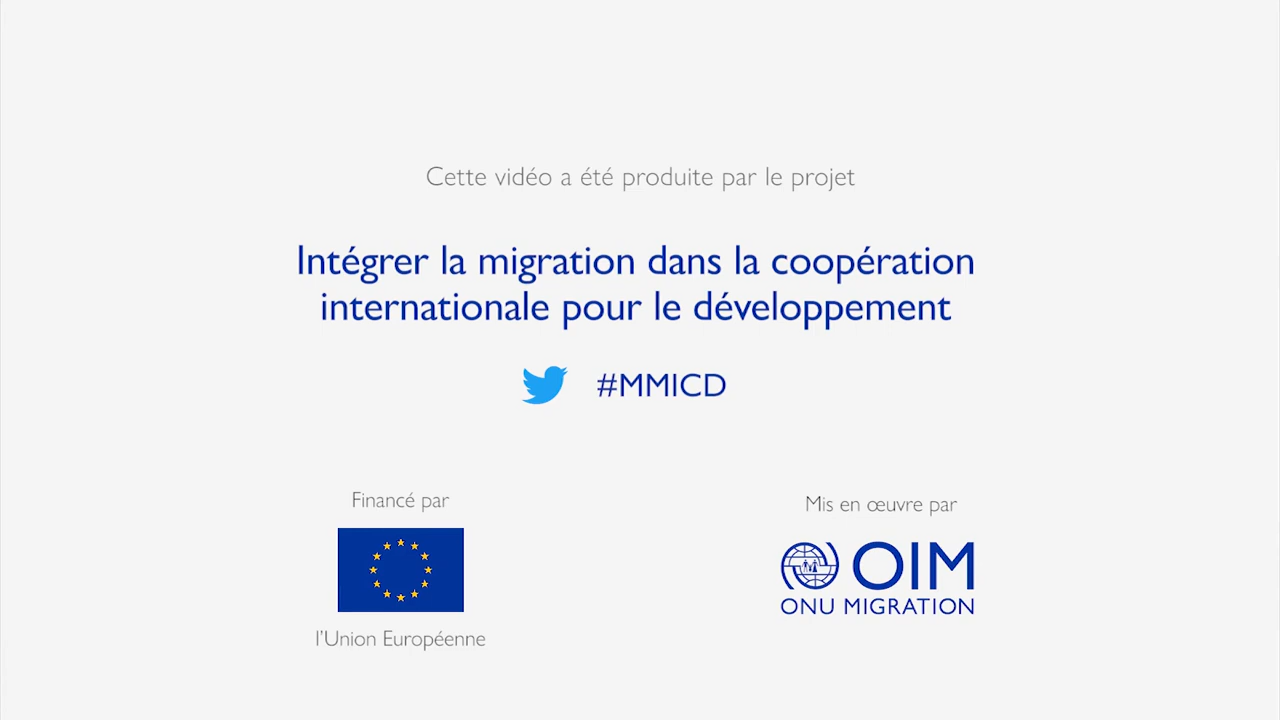 Cette vidéo a été produite par le projet
Intégrer la migration dans la coopération
internationale pour le développement
#MMICD
Financé par
l'Union Européenne
Mis en œuvre par
OIM
ONU MIGRATION